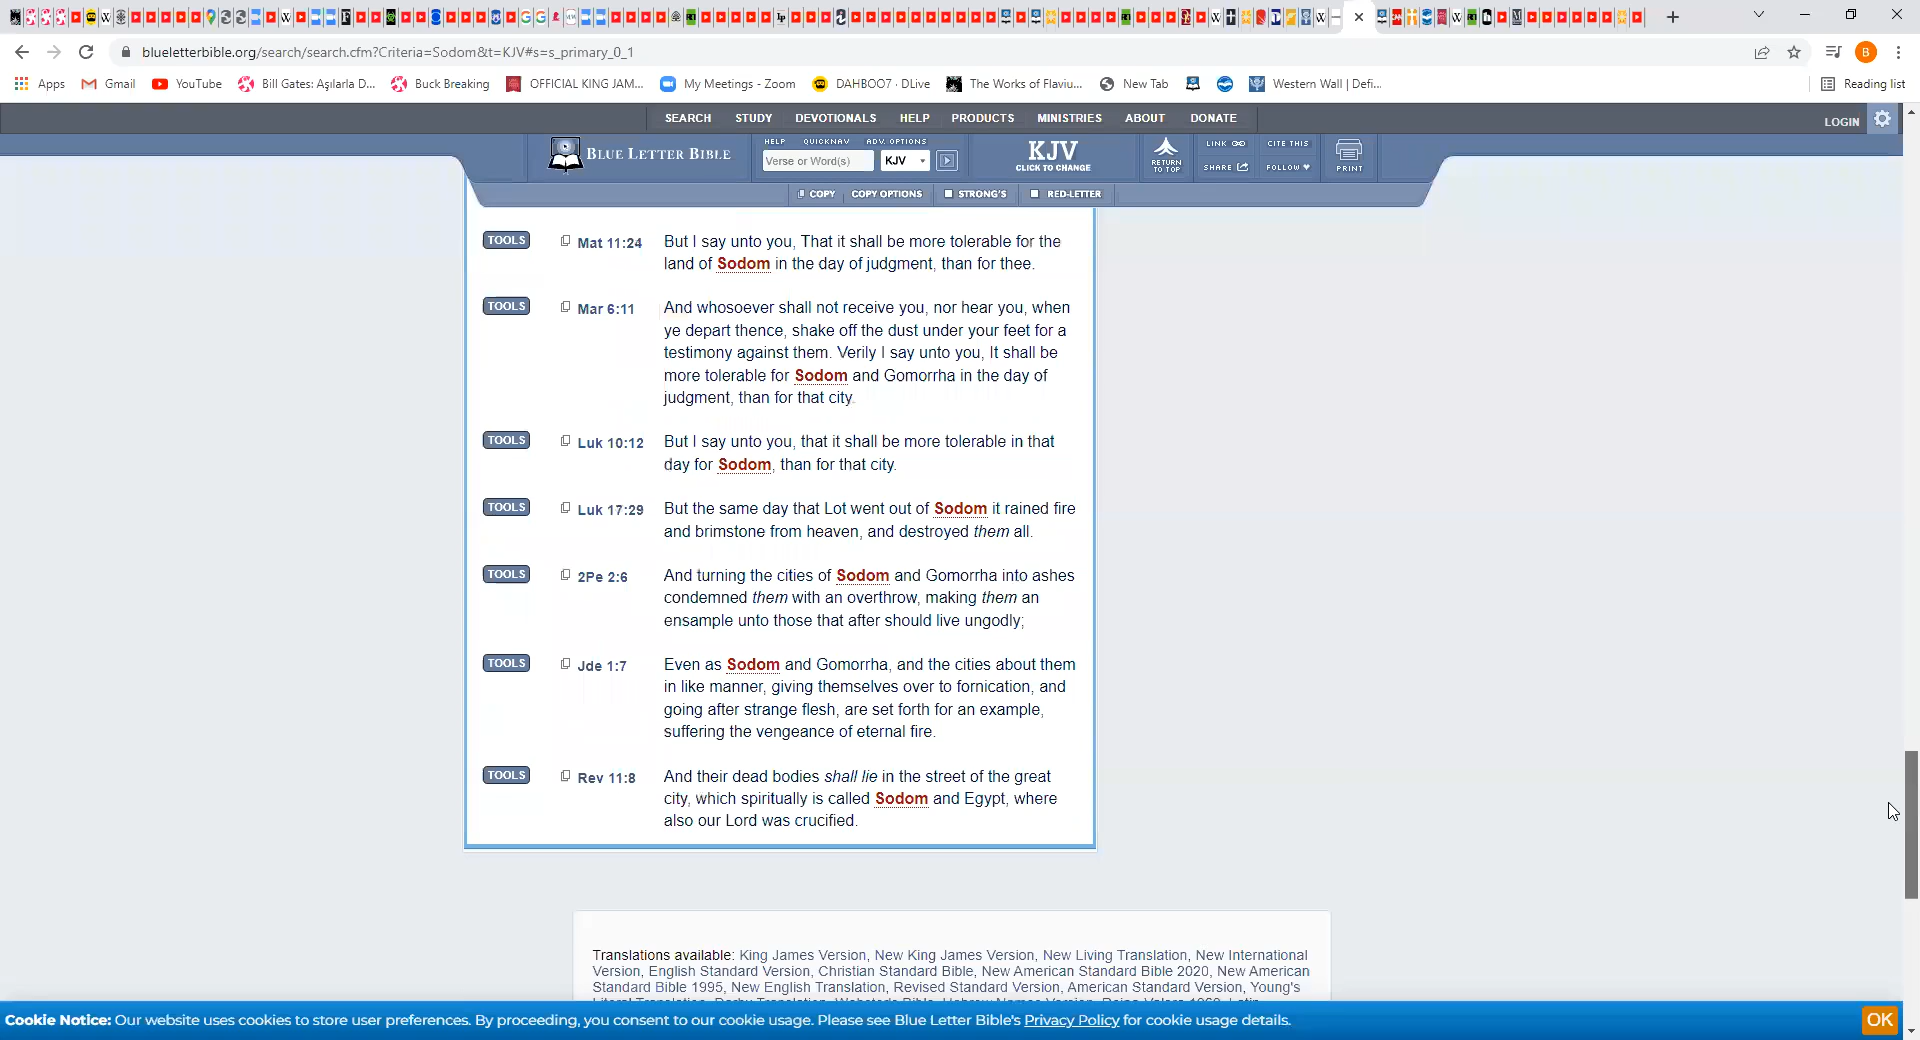 blueletterbible.org/search/search.cfm?Criteria=Sodom&t=KJV#s=s_primary_0_1
B
Apps Gmail YouTube Bill Gates: Aşılarla D... Buck Breaking OFFICIAL KING JAM... My Meetings - Zoom DAHBOO7 · DLive The Works of Flaviu... New Tab Western Wall | Defi... Reading list
SEARCH STUDY DEVOTIONALS HELP PRODUCTS MINISTRIES ABOUT DONATE LOGIN
HELP QUICKNAV ADV. OPTIONS
BLUE LETTER BIBLE
Verse or Word(s) KJV
KJV
CLICK TO CHANGE
RETURN
TO TOP
LINK CITE THIS
SHARE FOLLOW PRINT
COPY COPY OPTIONS STRONG'S RED-LETTER
TOOLS Mat 11:24 But I say unto you, That it shall be more tolerable for the
land of Sodom in the day of judgment, than for thee.
TOOLS Mar 6:11 And whosoever shall not receive you, nor hear you, when
ye depart thence, shake off the dust under your feet for a
testimony against them. Verily I say unto you, It shall be
more tolerable for Sodom and Gomorrha in the day of
judgment, than for that city.
TOOLS Luk 10:12 But I say unto you, that it shall be more tolerable in that
day for Sodom, than for that city.
TOOLS Luk 17:29 But the same day that Lot went out of Sodom it rained fire
and brimstone from heaven, and destroyed them all.
TOOLS 2Pe 2:6 And turning the cities of Sodom and Gomorrha into ashes
condemned them with an overthrow, making them an
ensample unto those that after should live ungodly;
TOOLS Jde 1:7 Even as Sodom and Gomorrha, and the cities about them
in like manner, giving themselves over to fornication, and
going after strange flesh, are set forth for an example,
suffering the vengeance of eternal fire.
TOOLS Rev 11:8 And their dead bodies shall lie in the street of the great
city, which spiritually is called Sodom and Egypt, where
also our Lord was crucified.
Translations available: King James Version, New King James Version, New Living Translation, New International
Version, English Standard Version, Christian Standard Bible, New American Standard Bible 2020, New American
Standard Bible 1995, New English Translation, Revised Standard Version, American Standard Version, Young's
Cookie Notice: Our website uses cookies to store user preferences. By proceeding, you consent to our cookie usage. Please see Blue Letter Bible's Privacy Policy for cookie usage details. OK